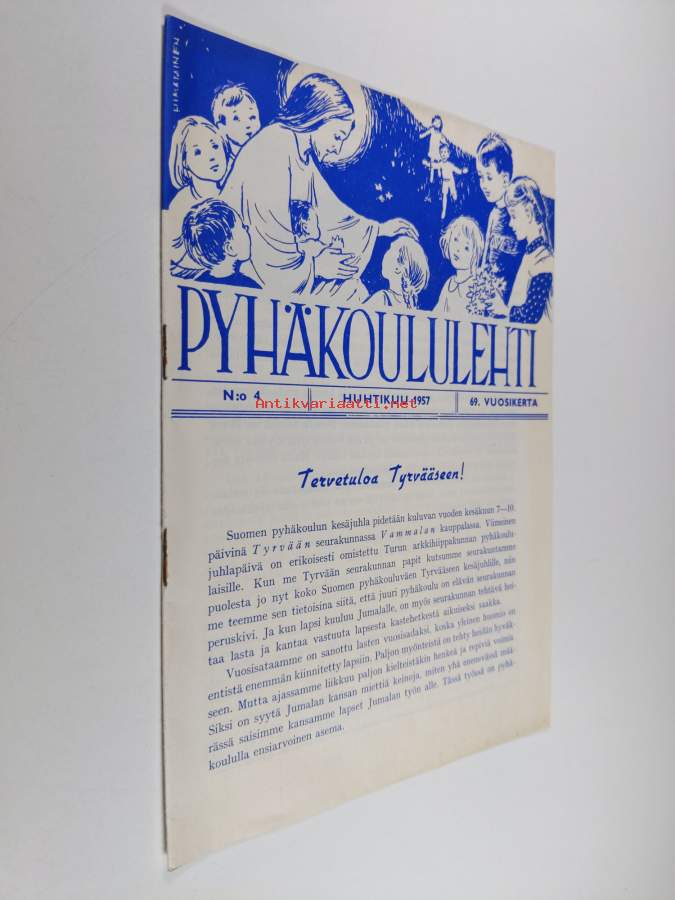 PYHÄKOULULEHTI
N:o 4 HUHTIKUU 1957 69. VUOSIKERTA
Antikvariaatti.net
Tervetuloa Tyrvääseen!
Suomen pyhäkoulun kesäjuhla pidetään kuluvan vuoden kesäkuun 7—10.
päivinä Tyrvään seurakunnassa Vammalan kauppalassa. Viimeinen
juhlapäivä on erikoisesti omistettu Turun arkkihiippakunnan pyhäkoulu-
laisille. Kun me Tyrvään seurakunnan papit kutsumme seurakuntamme
puolesta jo nyt koko Suomen pyhäkouluväen Tyrvääseen kesäjuhlille, niin
me teemme sen tietoisina siitä, että juuri pyhäkoulu on elävän seurakunnan
peruskivi. Ja kun lapsi kuuluu Jumalalle, on myös seurakunnan tehtävä hoi-
taa lasta ja kantaa vastuuta lapsesta kastehetkestä aikuiseksi saakka.
Vuosisataamme on sanottu lasten vuosisadaksi, koska yleinen huomio on
entistä enemmän kiinnitetty lapsiin. Paljon myönteistä on tehty heidän hyväk-
seen. Mutta ajassamme liikkuu paljon kielteistäkin henkeä ja repiviä voimia
Siksi on syytä Jumalan kansan miettiä keinoja, miten yhä enenevässä mää-
rässä saisimme kansamme lapset Jumalan työn alle. Tässä työssä on pyhä-
koululla ensiarvoinen asema.